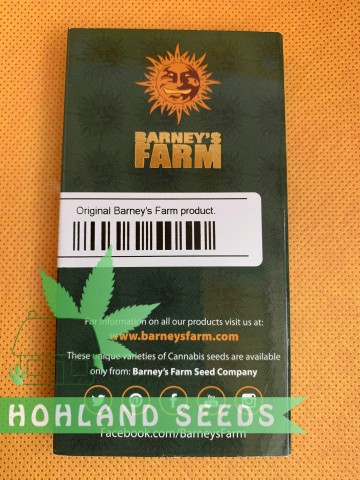 BARNEY'S
FARM
Original Barney's Farm product.
For information on all our products visit us at:
www.barneysfarm.com
These unique varieties of Cannabis seeds are available
only from: Barney's Farm Seed Company
HOHLAND SEEDS
Facebook.com/BarneysFarm